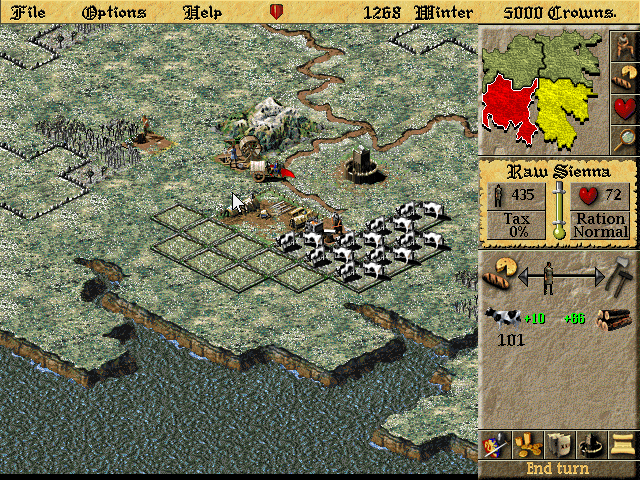 File Options Help 1268 Winter 5000 Crowns.
Raw Sienna
435 72
Tax Ration
0% Normal
+10 +66
101
End turn